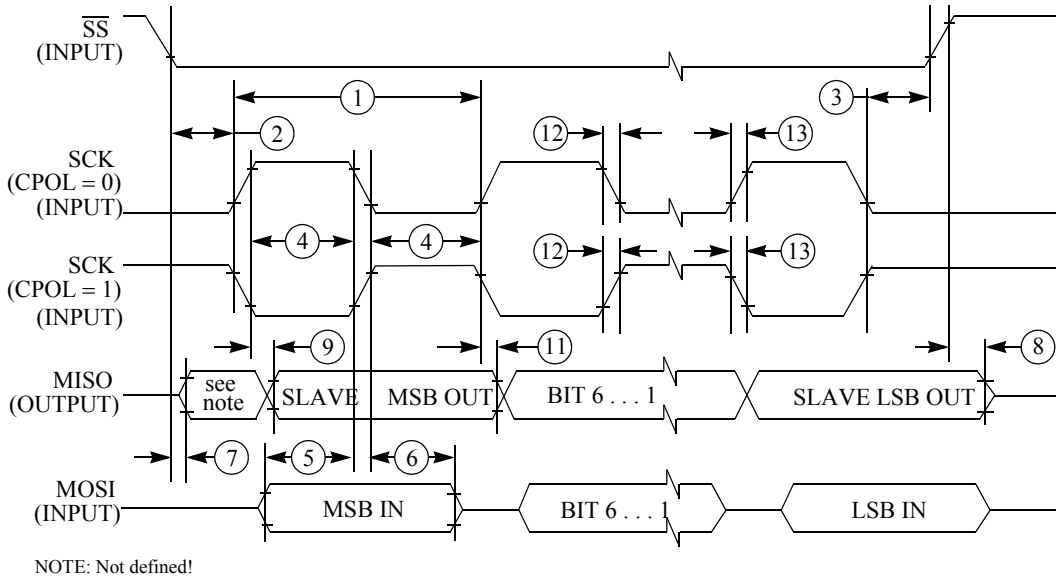 SS
(INPUT)
1
3
2
12
13
SCK
(CPOL = 0)
(INPUT)
4
4
12
13
SCK
(CPOL = 1)
(INPUT)
9
11
8
MISO
(OUTPUT)
see
note
SLAVE
MSB OUT
BIT 6 . . . 1
SLAVE LSB OUT
7
5
6
MOSI
(INPUT)
MSB IN
BIT 6 . . . 1
LSB IN
NOTE: Not defined!